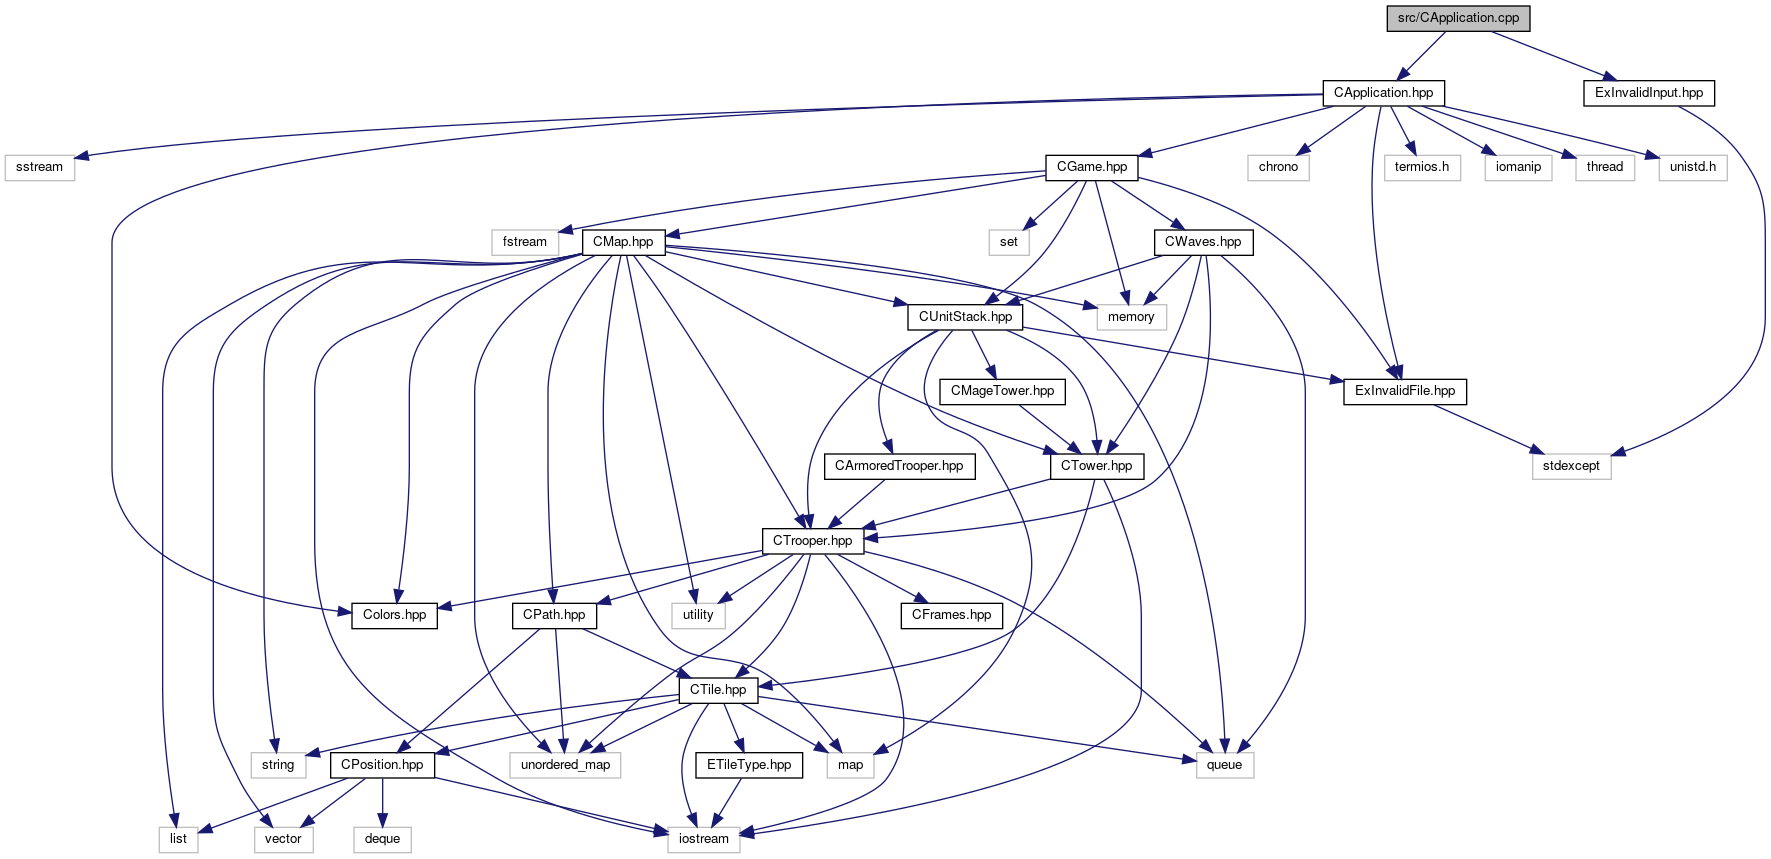 src/CApplication.cpp
CApplication.hpp
ExInvalidInput.hpp
sstream
CGame.hpp
chrono
termios.h
iomanip
thread
unistd.h
fstream
CMap.hpp
set
CWaves.hpp
CUnitStack.hpp
memory
CMageTower.hpp
ExInvalidFile.hpp
CArmoredTrooper.hpp
CTower.hpp
stdexcept
CTrooper.hpp
Colors.hpp
CPath.hpp
utility
CFrames.hpp
CTile.hpp
string
CPosition.hpp
unordered_map
ETileType.hpp
map
queue
list
vector
deque
iostream